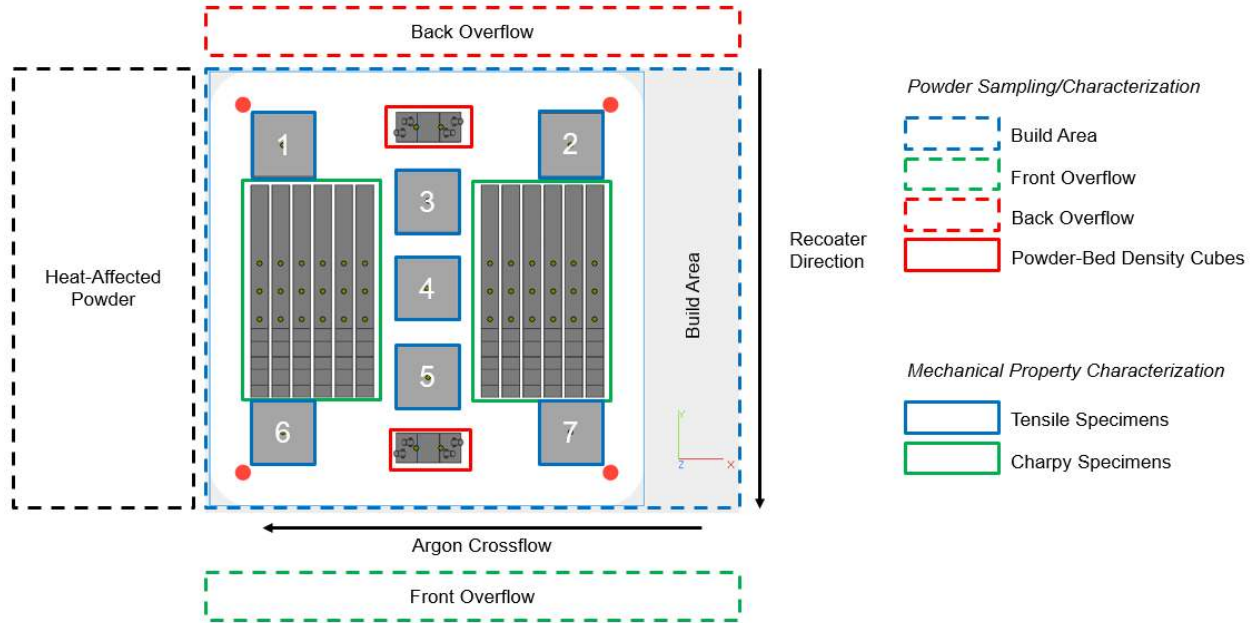 Back Overflow
Powder Sampling/Characterization
Build Area
Front Overflow
Back Overflow
Powder-Bed Density Cubes
1
2
3
4
5
6
7
Heat-Affected
Powder
Build Area
Recoater
Direction
Y
Z
X
Mechanical Property Characterization
Tensile Specimens
Charpy Specimens
Argon Crossflow
Front Overflow